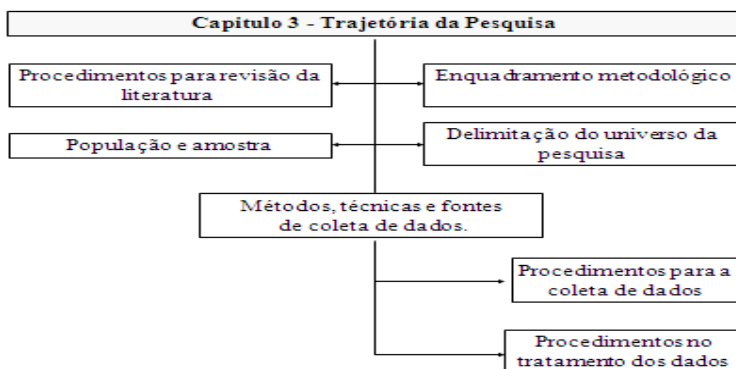 Capitulo 3 - Trajetória da Pesquisa
Procedimentos para revisão da
literatura
Enquadramento metodológico
População e amostra
Delimitação do universo da
pesquisa
Métodos, técnicas e fontes
de coleta de dados.
Procedimentos para a
coleta de dados
Procedimentos no
tratamento dos dados